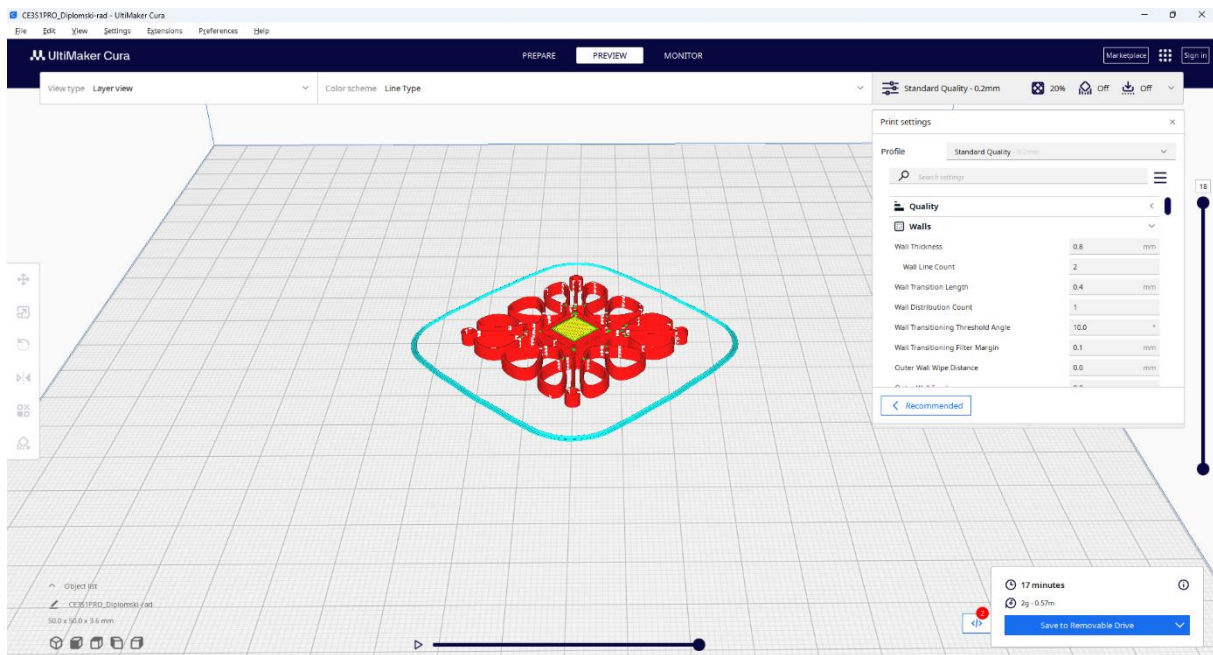 CE3S1PRO_Diplomski-rad - UltiMaker Cura
File Edit View Settings Extensions Preferences Help
UltiMaker Cura
PREPARE PREVIEW MONITOR
Marketplace Sign in
View type Layer view
Color scheme Line Type
Standard Quality - 0.2mm 20% Off Off
Print settings
Profile Standard Quality - 0.2mm
Search settings
18
Quality
Walls
Wall Thickness 0.8 mm
Wall Line Count 2
Wall Transition Length 0.4 mm
Wall Distribution Count 1
Wall Transitioning Threshold Angle 10.0 °
Wall Transitioning Filter Margin 0.1 mm
Outer Wall Wipe Distance 0.0 mm
Recommended
Object list
CE3S1PRO_Diplomski-rad
50.0 x 50.0 x 3.6 mm
17 minutes
2g - 0.57m
2
</>
Save to Removable Drive